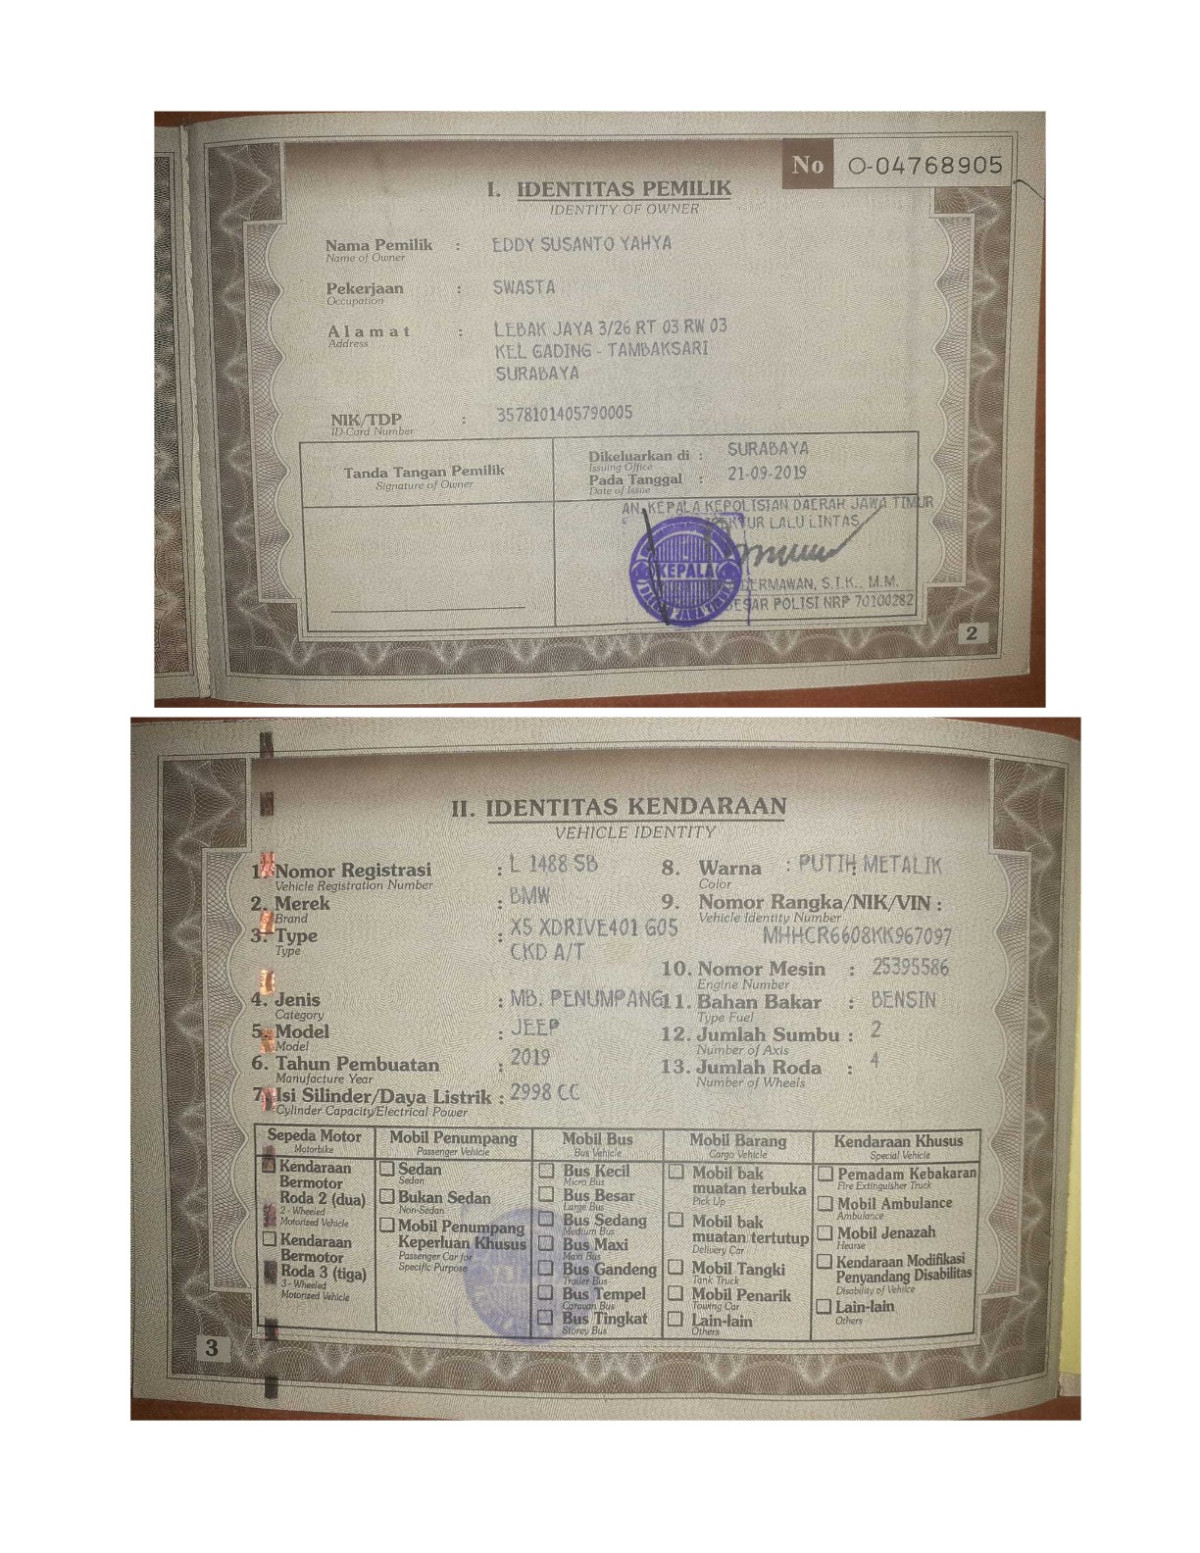 No O-04768905
I. IDENTITAS PEMILIK
IDENTITY OF OWNER
Nama Pemilik : EDDY SUSANTO YAHYA
Name of Owner
Pekerjaan : SWASTA
Occupation
Alamat : LEBAK JAYA 3/26 RT 03 RW 03
Address
KEL GADING - TAMBAKSARI
SURABAYA
NIK/TDP : 3578101405790005
ID-Card Number
Tanda Tangan Pemilik
Signature of Owner
Dikeluarkan di : SURABAYA
Issuing Office
Pada Tanggal : 21-09-2019
Date of Issue
AN. KEPALA KEPOLISIAN DAERAH JAWA TIMUR
LALU LINTAS
KEPALA
DERMAWAN, S.I.K., M.M.
BESAR POLISI NRP 70100282
2
II. IDENTITAS KENDARAAN
VEHICLE IDENTITY
1. Nomor Registrasi : L 1488 SB
Vehicle Registration Number
2. Merek : BMW
Brand
3. Type : X5 XDRIVE40I G05
Type
CKD A/T
4. Jenis : MB. PENUMPANG
Category
5. Model : JEEP
Model
6. Tahun Pembuatan : 2019
Manufacture Year
7. Isi Silinder/Daya Listrik : 2998 CC
Cylinder Capacity/Electrical Power
8. Warna : PUTIH METALIK
Color
9. Nomor Rangka/NIK/VIN :
Vehicle Identity Number
MHHCR6608KK967097
10. Nomor Mesin : 25395586
Engine Number
11. Bahan Bakar : BENSIN
Type Fuel
12. Jumlah Sumbu : 2
Number of Axis
13. Jumlah Roda : 4
Number of Wheels
Sepeda Motor
Motorbike
Kendaraan
Bermotor
Roda 2 (dua)
2 - Wheeled
Motorized Vehicle
Kendaraan
Bermotor
Roda 3 (tiga)
3 - Wheeled
Motorized Vehicle
Mobil Penumpang
Passenger Vehicle
Sedan
Sedan
Bukan Sedan
Non-Sedan
Mobil Penumpang
Keperluan Khusus
Passenger Car for
Specific Purpose
Mobil Bus
Bus Vehicle
Bus Kecil
Micro Bus
Bus Besar
Large Bus
Bus Sedang
Medium Bus
Bus Maxi
Maxi Bus
Bus Gandeng
Trailer Bus
Bus Tempel
Caravan Bus
Bus Tingkat
Storey Bus
Mobil Barang
Cargo Vehicle
Mobil bak
muatan terbuka
Pick Up
Mobil bak
muatan tertutup
Delivery Car
Mobil Tangki
Tank Truck
Mobil Penarik
Towing Car
Lain-lain
Others
Kendaraan Khusus
Special Vehicle
Pemadam Kebakaran
Fire Extinguisher Truck
Mobil Ambulance
Ambulance
Mobil Jenazah
Hearse
Kendaraan Modifikasi
Penyandang Disabilitas
Disability of Vehilce
Lain-lain
Others
3